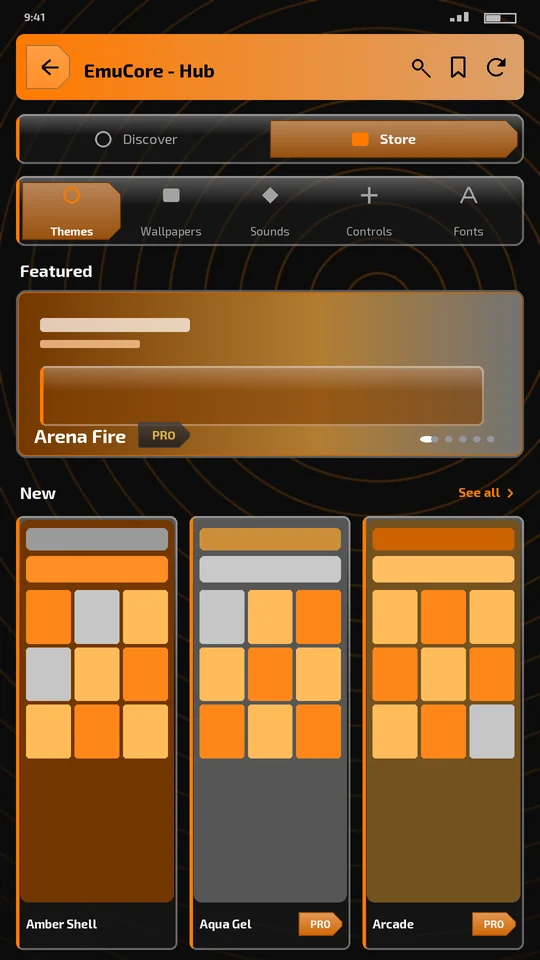 9:41
EmuCore - Hub
Discover
Store
Themes
Wallpapers
Sounds
Controls
Fonts
Featured
Arena Fire
PRO
New
See all
Amber Shell
Aqua Gel
PRO
Arcade
PRO